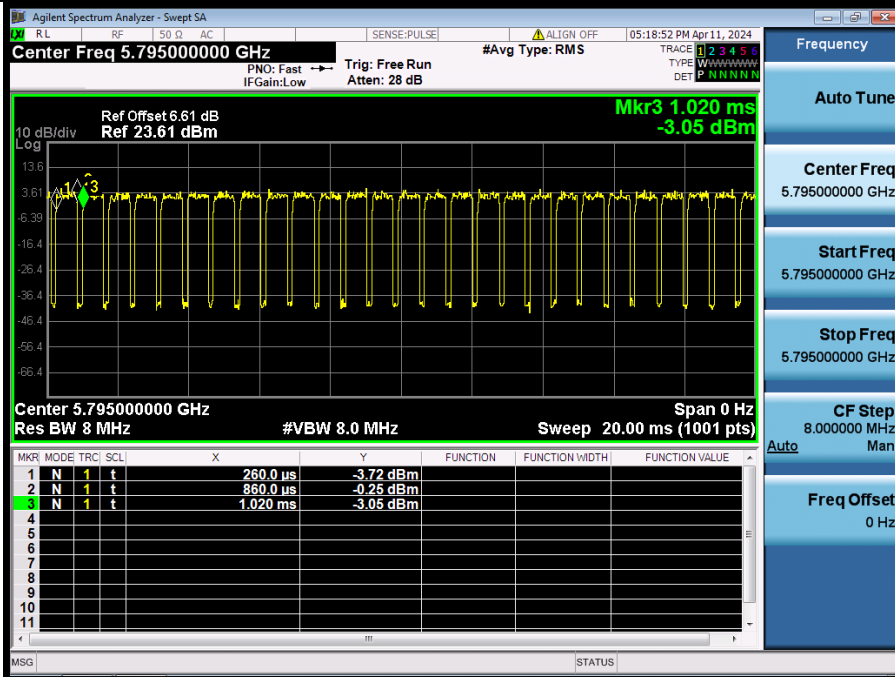 Agilent Spectrum Analyzer - Swept SA
LXI RL RF 50 Ω AC SENSE:PULSE ALIGN OFF 05:18:52 PM Apr 11, 2024
Center Freq 5.795000000 GHz
#Avg Type: RMS
TRACE 1 2 3 4 5 6
TYPE WWWWWW
DET P N N N N N
PNO: Fast
IFGain:Low
Trig: Free Run
Atten: 28 dB
Mkr3 1.020 ms
-3.05 dBm
Ref Offset 6.61 dB
10 dB/div Ref 23.61 dBm
Log
13.6
3.61
-6.39
-16.4
-26.4
-36.4
-46.4
-56.4
-66.4
1
3
Center 5.795000000 GHz Span 0 Hz
Res BW 8 MHz #VBW 8.0 MHz Sweep 20.00 ms (1001 pts)
MKR MODE TRC SCL X Y FUNCTION FUNCTION WIDTH FUNCTION VALUE
1 N 1 t 260.0 µs -3.72 dBm
2 N 1 t 860.0 µs -0.25 dBm
3 N 1 t 1.020 ms -3.05 dBm
4
5
6
7
8
9
10
11
MSG STATUS
Frequency
Auto Tune
Center Freq
5.795000000 GHz
Start Freq
5.795000000 GHz
Stop Freq
5.795000000 GHz
CF Step
8.000000 MHz
Auto Man
Freq Offset
0 Hz